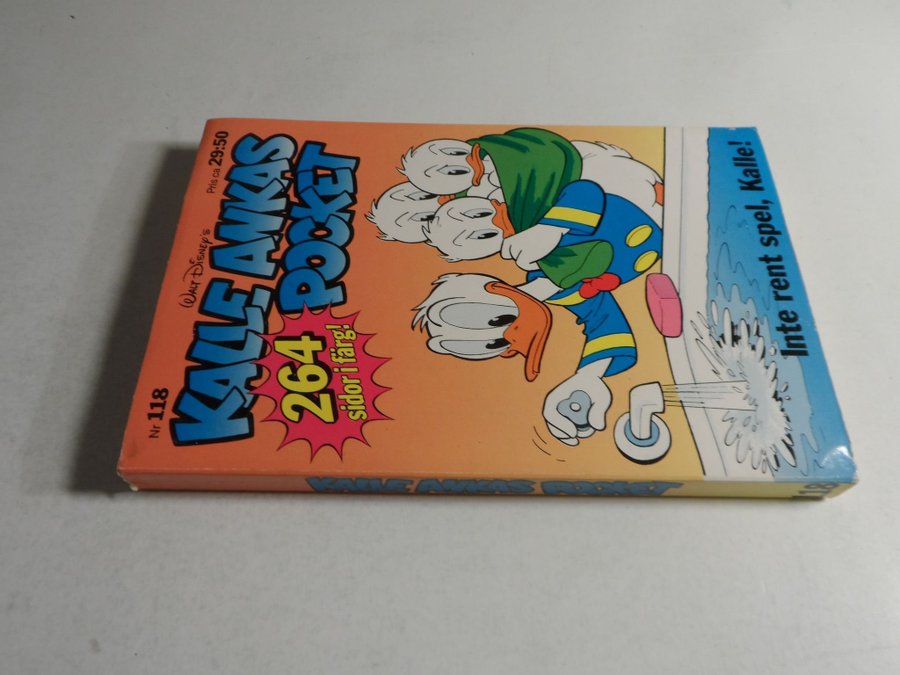 Nr 118
Pris ca 29:50
WALT DISNEY'S
KALLE ANKAS
POCKET
264
sidor i färg!
Inte rent spel, Kalle!
KALLE ANKAS POCKET
118